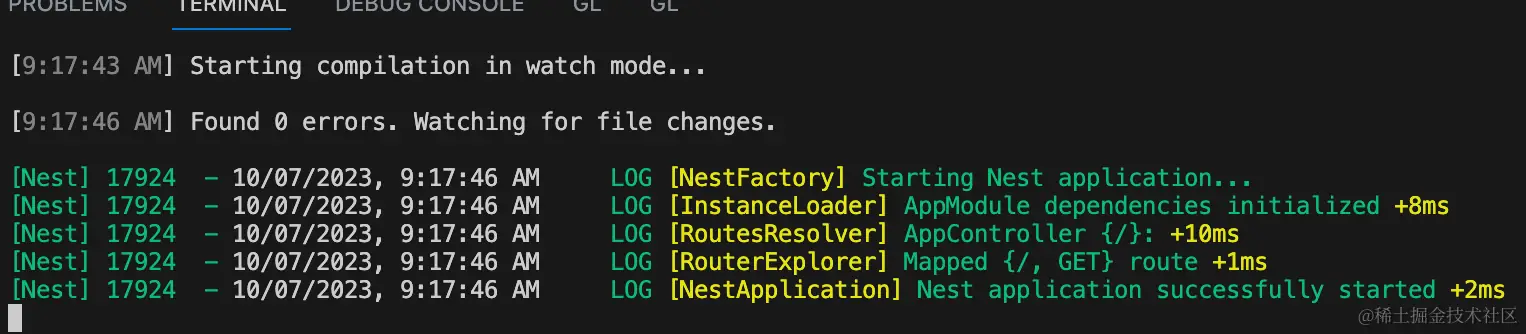 PROBLEMS TERMINAL DEBUG CONSOLE GL GL
[9:17:43 AM] Starting compilation in watch mode...
[9:17:46 AM] Found 0 errors. Watching for file changes.
[Nest] 17924 - 10/07/2023, 9:17:46 AM LOG [NestFactory] Starting Nest application...
[Nest] 17924 - 10/07/2023, 9:17:46 AM LOG [InstanceLoader] AppModule dependencies initialized +8ms
[Nest] 17924 - 10/07/2023, 9:17:46 AM LOG [RoutesResolver] AppController {/}: +10ms
[Nest] 17924 - 10/07/2023, 9:17:46 AM LOG [RouterExplorer] Mapped {/, GET} route +1ms
[Nest] 17924 - 10/07/2023, 9:17:46 AM LOG [NestApplication] Nest application successfully started +2ms
@稀土掘金技术社区